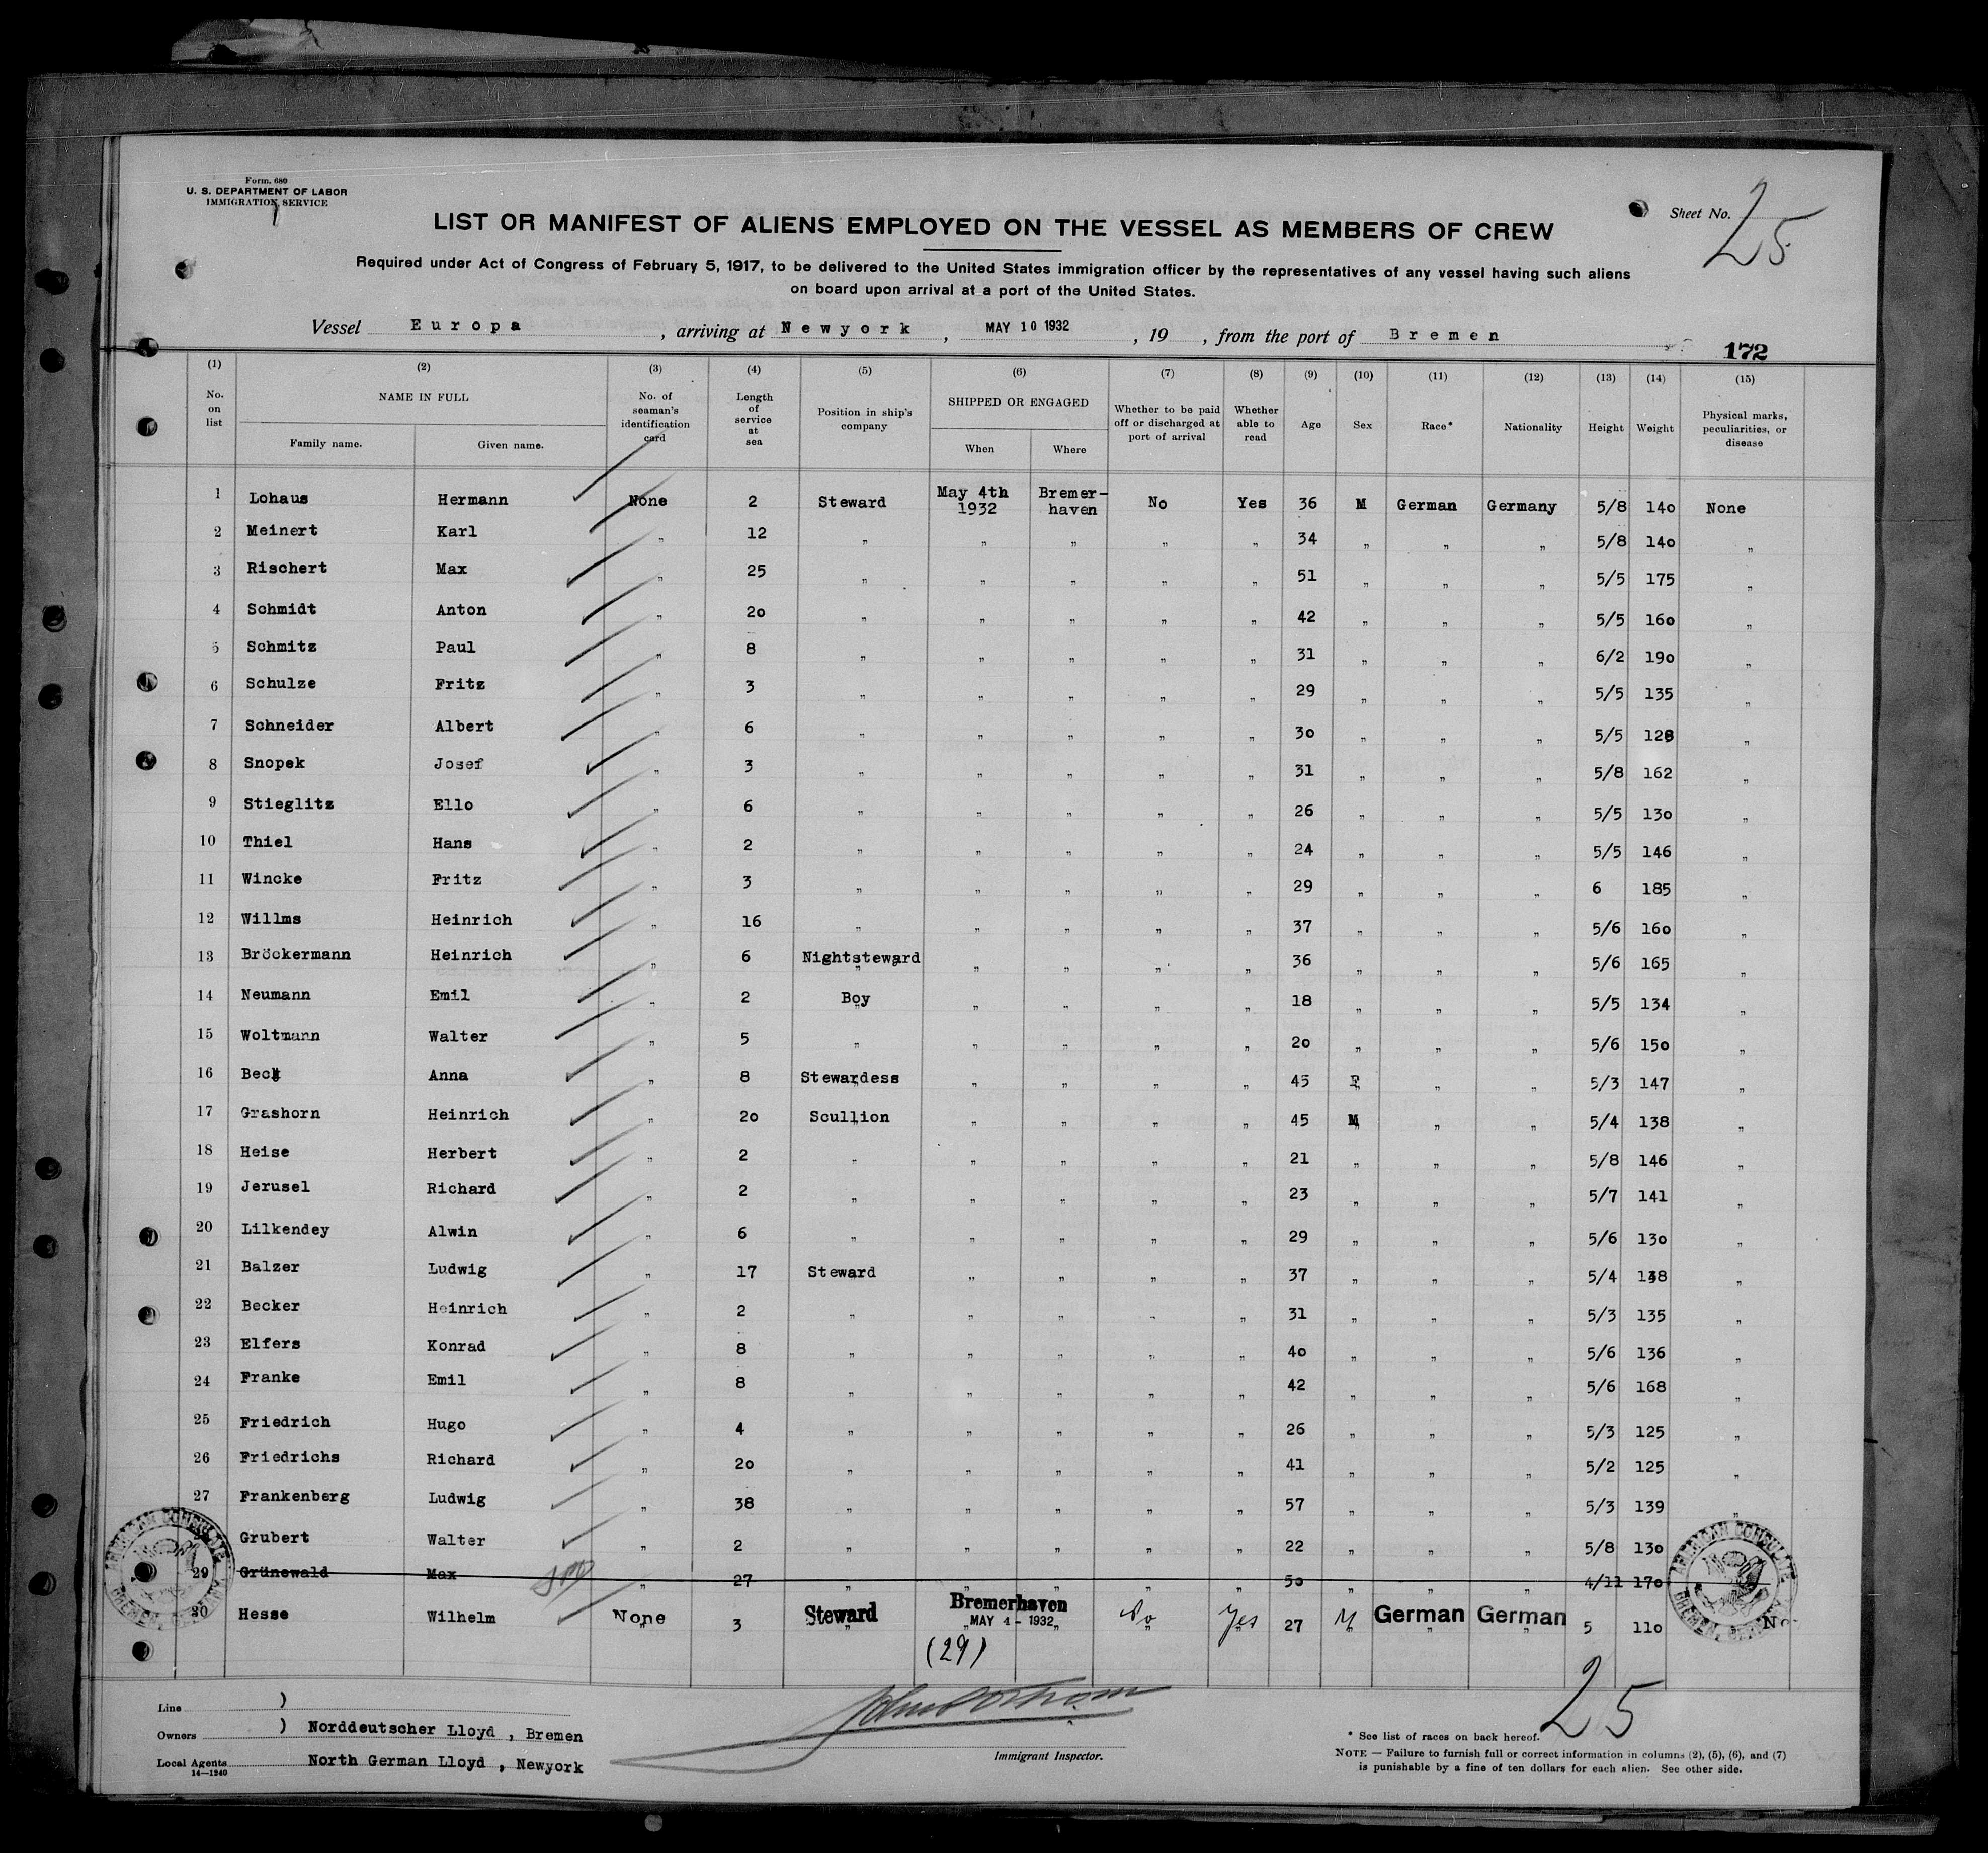 Form. 680
U. S. DEPARTMENT OF LABOR
IMMIGRATION SERVICE
LIST OR MANIFEST OF ALIENS EMPLOYED ON THE VESSEL AS MEMBERS OF CREW
Sheet No. 25
Required under Act of Congress of February 5, 1917, to be delivered to the United States immigration officer by the representatives of any vessel having such aliens
on board upon arrival at a port of the United States.
Vessel Europa, arriving at Newyork, MAY 10 1932, 19 , from the port of Bremen
172
(1) (2) (3) (4) (5) (6) (7) (8) (9) (10) (11) (12) (13) (14) (15)
No. on list NAME IN FULL Family name. Given name. No. of seaman's identification card Length of service at sea Position in ship's company SHIPPED OR ENGAGED When Where Whether to be paid off or discharged at port of arrival Whether able to read Age Sex Race* Nationality Height Weight Physical marks, peculiarities, or disease
1 Lohaus Hermann None 2 Steward May 4th 1932 Bremer-haven No Yes 36 M German Germany 5/8 140 None
2 Meinert Karl " 12 " " " " " 34 " " " 5/8 140 "
3 Rischert Max " 25 " " " " " 51 " " " 5/5 175 "
4 Schmidt Anton " 20 " " " " " 42 " " " 5/5 160 "
5 Schmitz Paul " 8 " " " " " 31 " " " 6/2 190 "
6 Schulze Fritz " 3 " " " " " 29 " " " 5/5 135 "
7 Schneider Albert " 6 " " " " " 30 " " " 5/5 128 "
8 Snopek Josef " 3 " " " " " 31 " " " 5/8 162 "
9 Stieglitz Ello " 6 " " " " " 26 " " " 5/5 130 "
10 Thiel Hans " 2 " " " " " 24 " " " 5/5 146 "
11 Wincke Fritz " 3 " " " " " 29 " " " 6 185 "
12 Willms Heinrich " 16 " " " " " 37 " " " 5/6 160 "
13 Bröckermann Heinrich " 6 Nightsteward " " " " 36 " " " 5/6 165 "
14 Neumann Emil " 2 Boy " " " " 18 " " " 5/5 134 "
15 Woltmann Walter " 5 " " " " " 20 " " " 5/6 150 "
16 Beck Anna " 8 Stewardess " " " " 45 F " " 5/3 147 "
17 Grashorn Heinrich " 20 Scullion " " " " 45 M " " 5/4 138 "
18 Heise Herbert " 2 " " " " " 21 " " " 5/8 146 "
19 Jerusel Richard " 2 " " " " " 23 " " " 5/7 141 "
20 Lilkendey Alwin " 6 " " " " " 29 " " " 5/6 130 "
21 Balzer Ludwig " 17 Steward " " " " 37 " " " 5/4 138 "
22 Becker Heinrich " 2 " " " " " 31 " " " 5/3 135 "
23 Elfers Konrad " 8 " " " " " 40 " " " 5/6 136 "
24 Franke Emil " 8 " " " " " 42 " " " 5/6 168 "
25 Friedrich Hugo " 4 " " " " " 26 " " " 5/3 125 "
26 Friedrichs Richard " 20 " " " " " 41 " " " 5/2 125 "
27 Frankenberg Ludwig " 38 " " " " " 57 " " " 5/3 139 "
Grubert Walter " 2 " " " " " 22 " " " 5/8 130
29 Grünewald Max " 27 " " " " " 50 " " " 4/11 170
30 Hesse Wilhelm None 3 Steward Bremerhaven MAY 4 - 1932 No Yes 27 M German German 5 110 No
(29)
AMERICAN CONSULATE
BREMEN, GERMANY
AMERICAN CONSULATE
BREMEN, GERMANY
25
Line )
Owners ) Norddeutscher Lloyd, Bremen
Local Agents North German Lloyd, Newyork
14—1240
Immigrant Inspector.
* See list of races on back hereof.
NOTE — Failure to furnish full or correct information in columns (2), (5), (6), and (7)
is punishable by a fine of ten dollars for each alien. See other side.